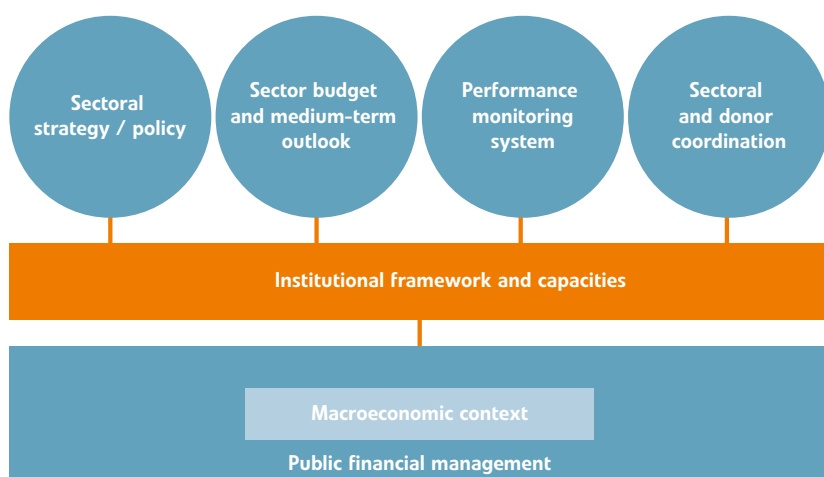 Sectoral
strategy / policy
Sector budget
and medium-term
outlook
Performance
monitoring
system
Sectoral
and donor
coordination
Institutional framework and capacities
Macroeconomic context
Public financial management